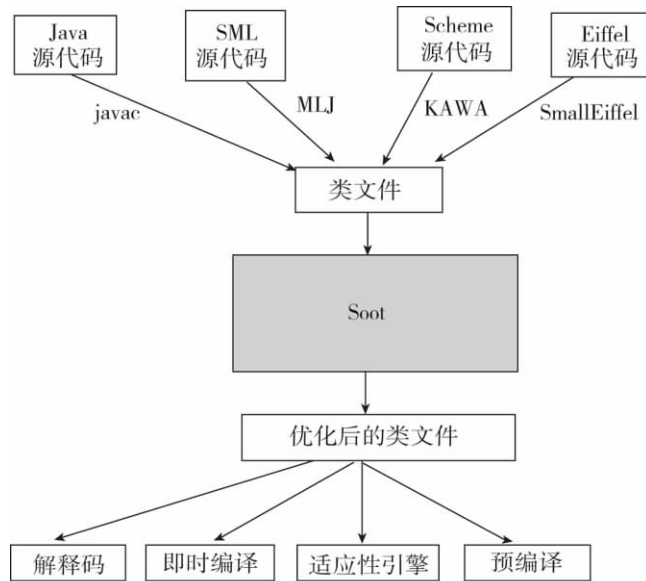 Java
源代码
SML
源代码
Scheme
源代码
Eiffel
源代码
javac
MLJ
KAWA
SmallEiffel
类文件
Soot
优化后的类文件
解释码
即时编译
适应性引擎
预编译